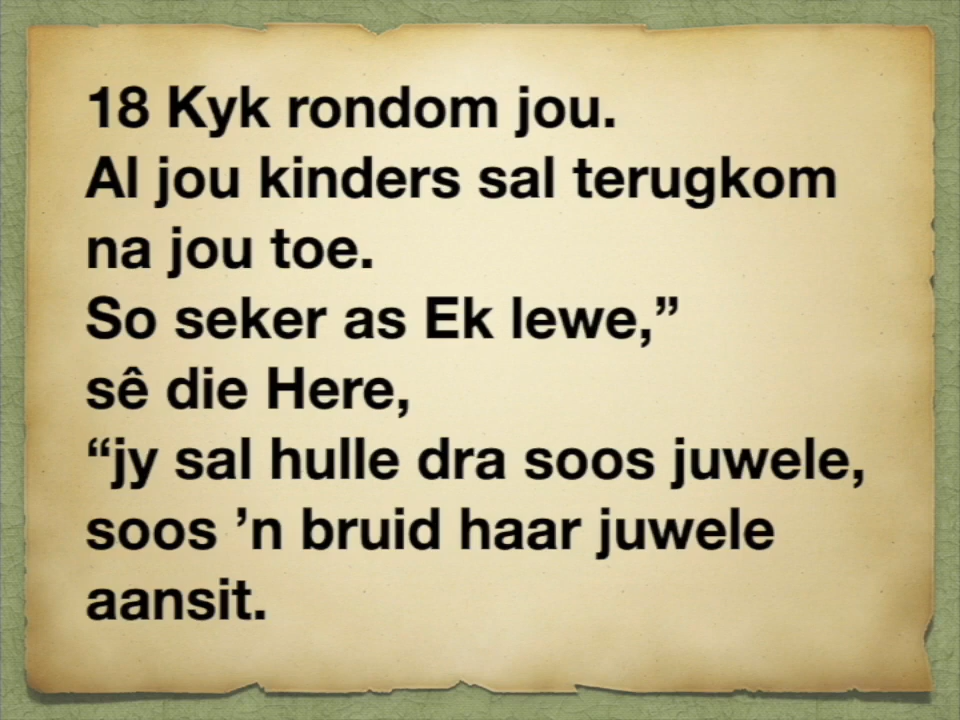 18 Kyk rondom jou.
Al jou kinders sal terugkom
na jou toe.
So seker as Ek lewe,”
sê die Here,
“jy sal hulle dra soos juwele,
soos ’n bruid haar juwele
aansit.